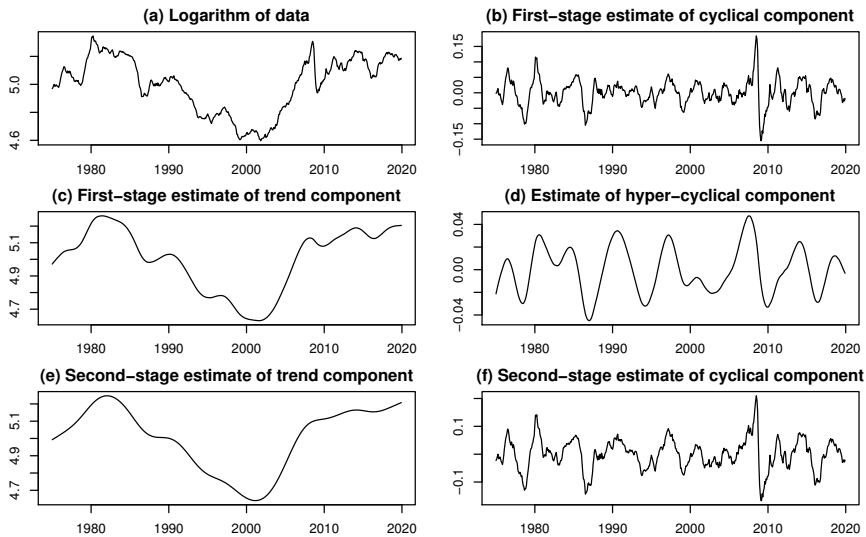 (a) Logarithm of data
5.0
4.6
1980 1990 2000 2010 2020
(b) First−stage estimate of cyclical component
0.15
0.00
−0.15
1980 1990 2000 2010 2020
(c) First−stage estimate of trend component
5.1
4.9
4.7
1980 1990 2000 2010 2020
(d) Estimate of hyper−cyclical component
0.04
0.00
−0.04
1980 1990 2000 2010 2020
(e) Second−stage estimate of trend component
5.1
4.9
4.7
1980 1990 2000 2010 2020
(f) Second−stage estimate of cyclical component
0.1
−0.1
1980 1990 2000 2010 2020